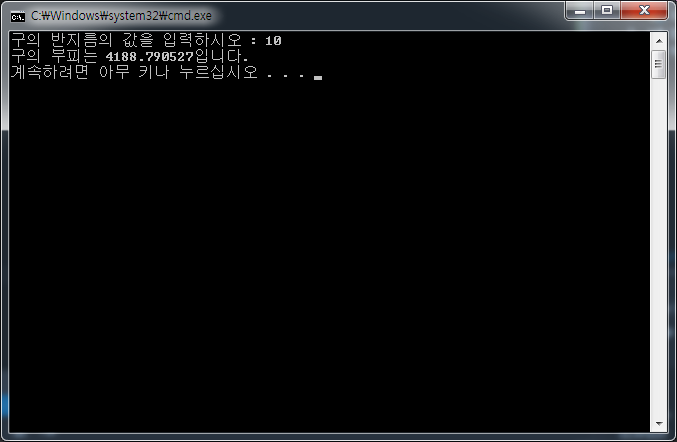 C:₩Windows₩system32₩cmd.exe
구의 반지름의 값을 입력하시오 : 10
구의 부피는 4188.790527입니다.
계속하려면 아무 키나 누르십시오 . . .